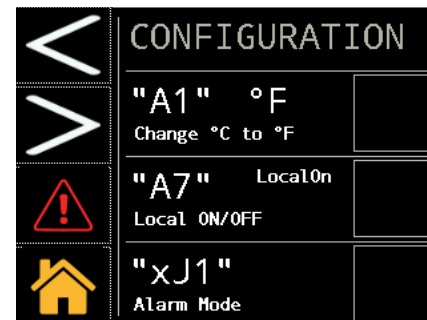 CONFIGURATION
"A1" °F
Change °C to °F
"A7" LocalOn
Local ON/OFF
"xJ1"
Alarm Mode